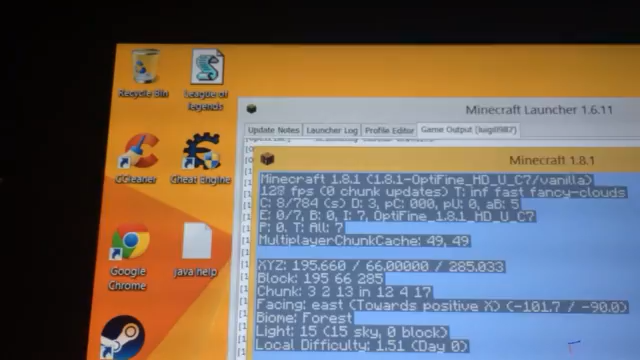 Recycle Bin
League of
legends
CCleaner
Cheat Engine
Google
Chrome
java help
Minecraft Launcher 1.6.11
Update Notes
Launcher Log
Profile Editor
Game Output (luigi8987)
Minecraft 1.8.1
Minecraft 1.8.1 (1.8.1-OptiFine_HD_U_C7/vanilla)
129 fps (0 chunk updates) T: inf fast fancy-clouds
C: 8/784 (s) D: 3, pC: 000, pU: 0, aB: 5
E: 0/7, B: 0, I: 7, OptiFine_1.8.1_HD_U_C7
P: 0, T: All: 7
MultiplayerChunkCache: 49, 49
XYZ: 195.660 / 66.00000 / 285.033
Block: 195 66 285
Chunk: 3 2 13 in 12 4 17
Facing: east (Towards positive X) (-101.7 / -90.0)
Biome: Forest
Light: 15 (15 sky, 0 block)
Local Difficulty: 1.51 (Day 0)